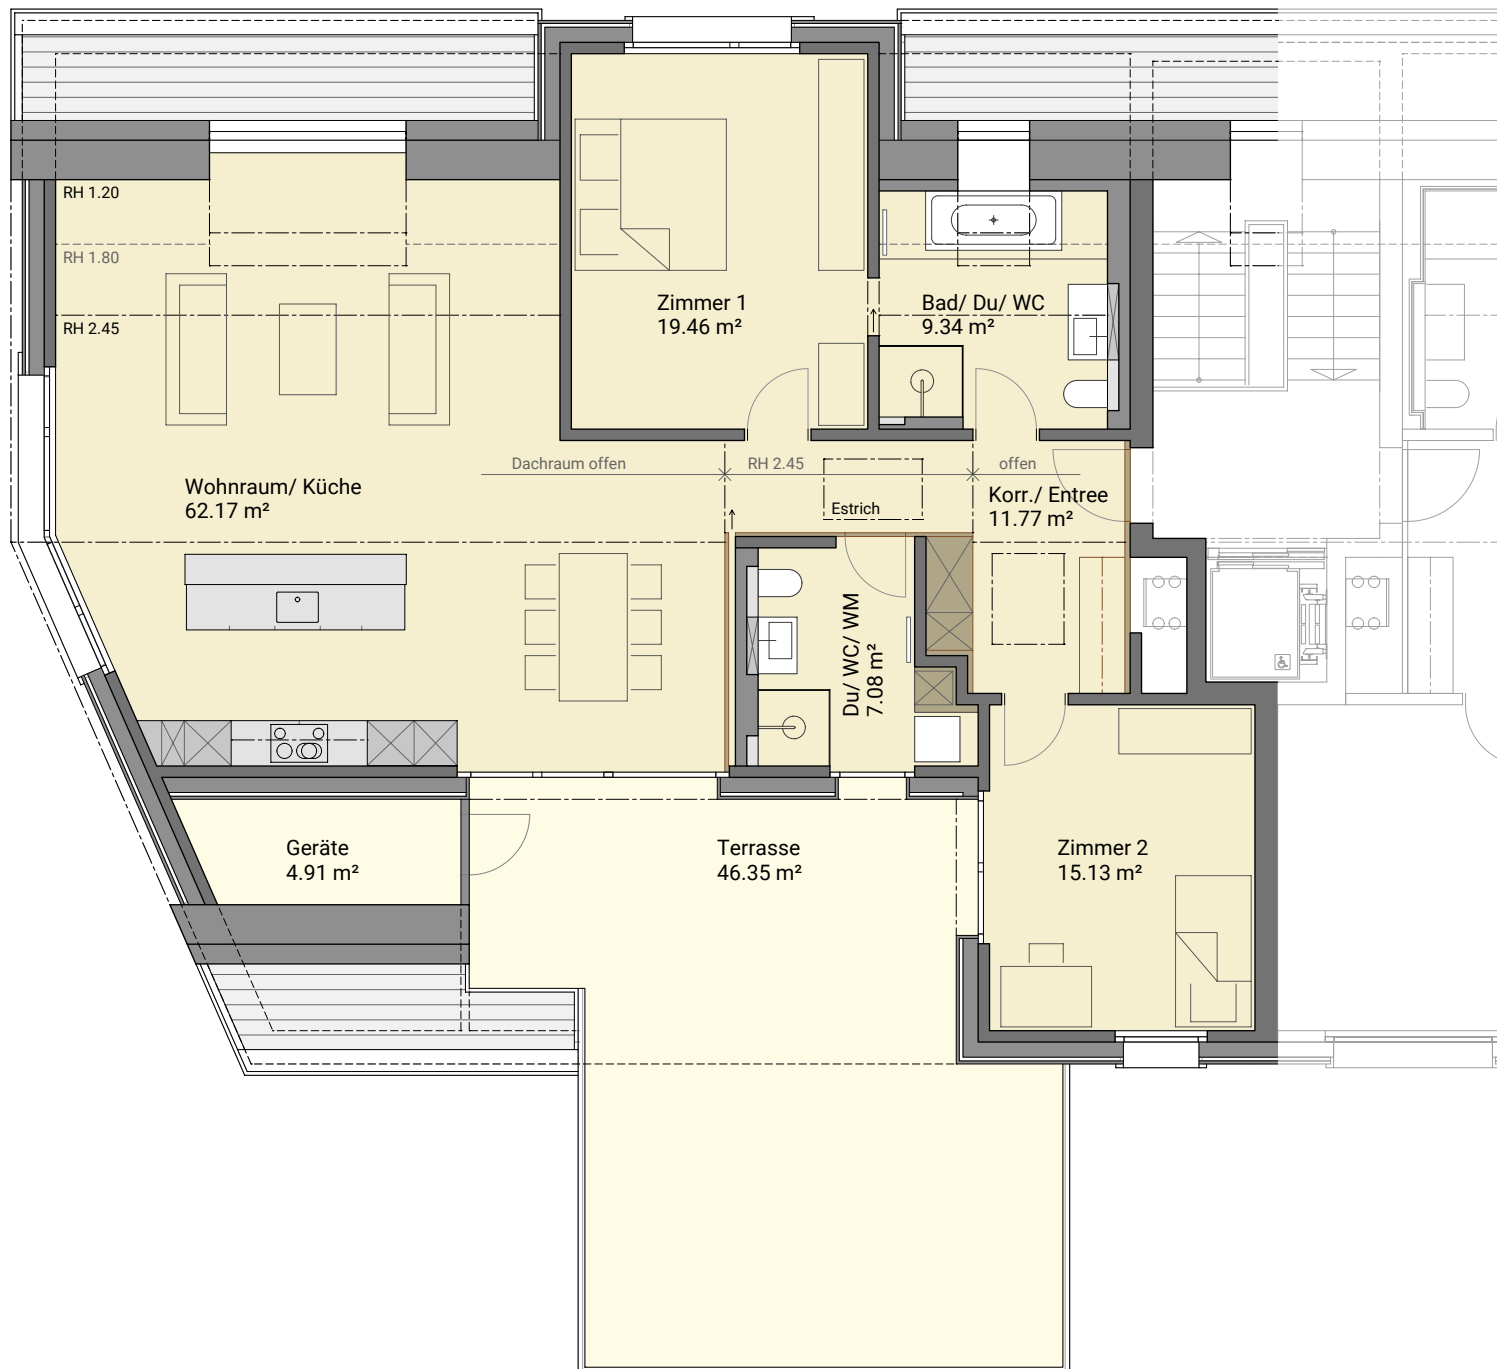 RH 1.20
RH 1.80
RH 2.45
Zimmer 1
19.46 m²
Bad/ Du/ WC
9.34 m²
Dachraum offen
RH 2.45
offen
Wohnraum/ Küche
62.17 m²
Estrich
Korr./ Entree
11.77 m²
Du/ WC/ WM
7.08 m²
Geräte
4.91 m²
Terrasse
46.35 m²
Zimmer 2
15.13 m²